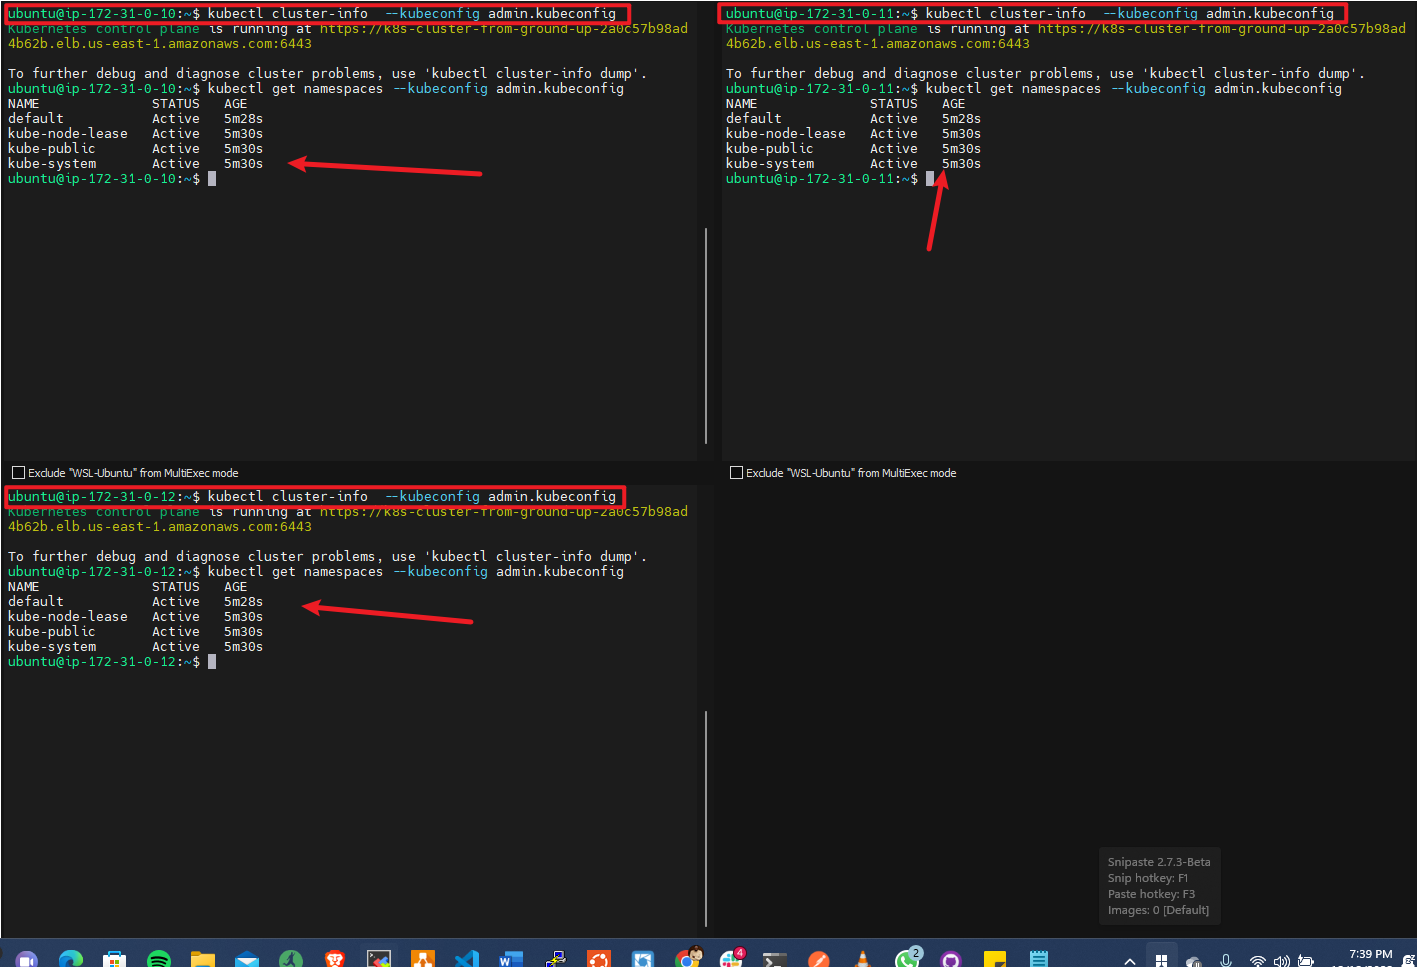 ubuntu@ip-172-31-0-10:~$ kubectl cluster-info  --kubeconfig admin.kubeconfig
Kubernetes control plane is running at https://k8s-cluster-from-ground-up-2a0c57b98ad
4b62b.elb.us-east-1.amazonaws.com:6443
To further debug and diagnose cluster problems, use 'kubectl cluster-info dump'.
ubuntu@ip-172-31-0-10:~$ kubectl get namespaces --kubeconfig admin.kubeconfig
NAME STATUS AGE
default Active 5m28s
kube-node-lease Active 5m30s
kube-public Active 5m30s
kube-system Active 5m30s
ubuntu@ip-172-31-0-10:~$
ubuntu@ip-172-31-0-11:~$ kubectl cluster-info  --kubeconfig admin.kubeconfig
Kubernetes control plane is running at https://k8s-cluster-from-ground-up-2a0c57b98ad
4b62b.elb.us-east-1.amazonaws.com:6443
To further debug and diagnose cluster problems, use 'kubectl cluster-info dump'.
ubuntu@ip-172-31-0-11:~$ kubectl get namespaces --kubeconfig admin.kubeconfig
NAME STATUS AGE
default Active 5m28s
kube-node-lease Active 5m30s
kube-public Active 5m30s
kube-system Active 5m30s
ubuntu@ip-172-31-0-11:~$
Exclude "WSL-Ubuntu" from MultiExec mode
Exclude "WSL-Ubuntu" from MultiExec mode
ubuntu@ip-172-31-0-12:~$ kubectl cluster-info  --kubeconfig admin.kubeconfig
Kubernetes control plane is running at https://k8s-cluster-from-ground-up-2a0c57b98ad
4b62b.elb.us-east-1.amazonaws.com:6443
To further debug and diagnose cluster problems, use 'kubectl cluster-info dump'.
ubuntu@ip-172-31-0-12:~$ kubectl get namespaces --kubeconfig admin.kubeconfig
NAME STATUS AGE
default Active 5m28s
kube-node-lease Active 5m30s
kube-public Active 5m30s
kube-system Active 5m30s
ubuntu@ip-172-31-0-12:~$
Snipaste 2.7.3-Beta
Snip hotkey: F1
Paste hotkey: F3
Images: 0 [Default]
4
2
7:39 PM